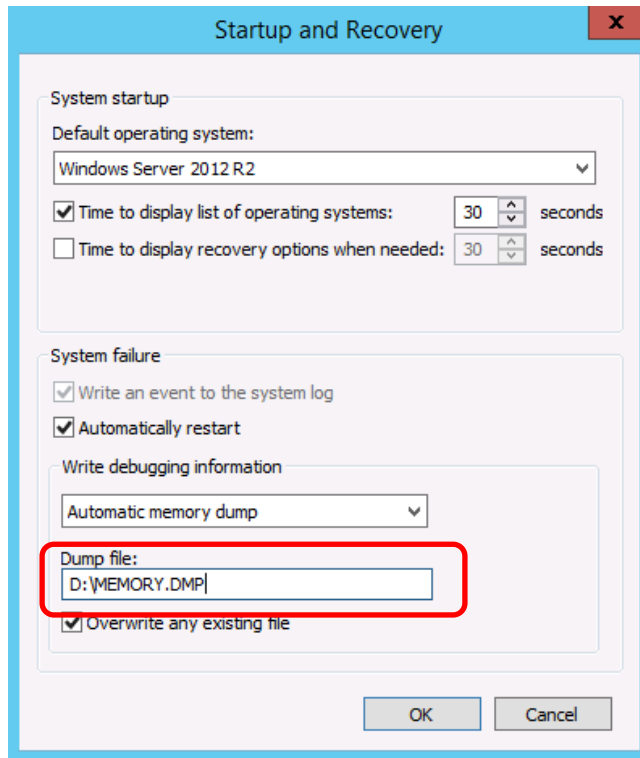 Startup and Recovery
x
System startup
Default operating system:
Windows Server 2012 R2
Time to display list of operating systems: 30 seconds
Time to display recovery options when needed: 30 seconds
System failure
Write an event to the system log
Automatically restart
Write debugging information
Automatic memory dump
Dump file:
D:\MEMORY.DMP
Overwrite any existing file
OK Cancel